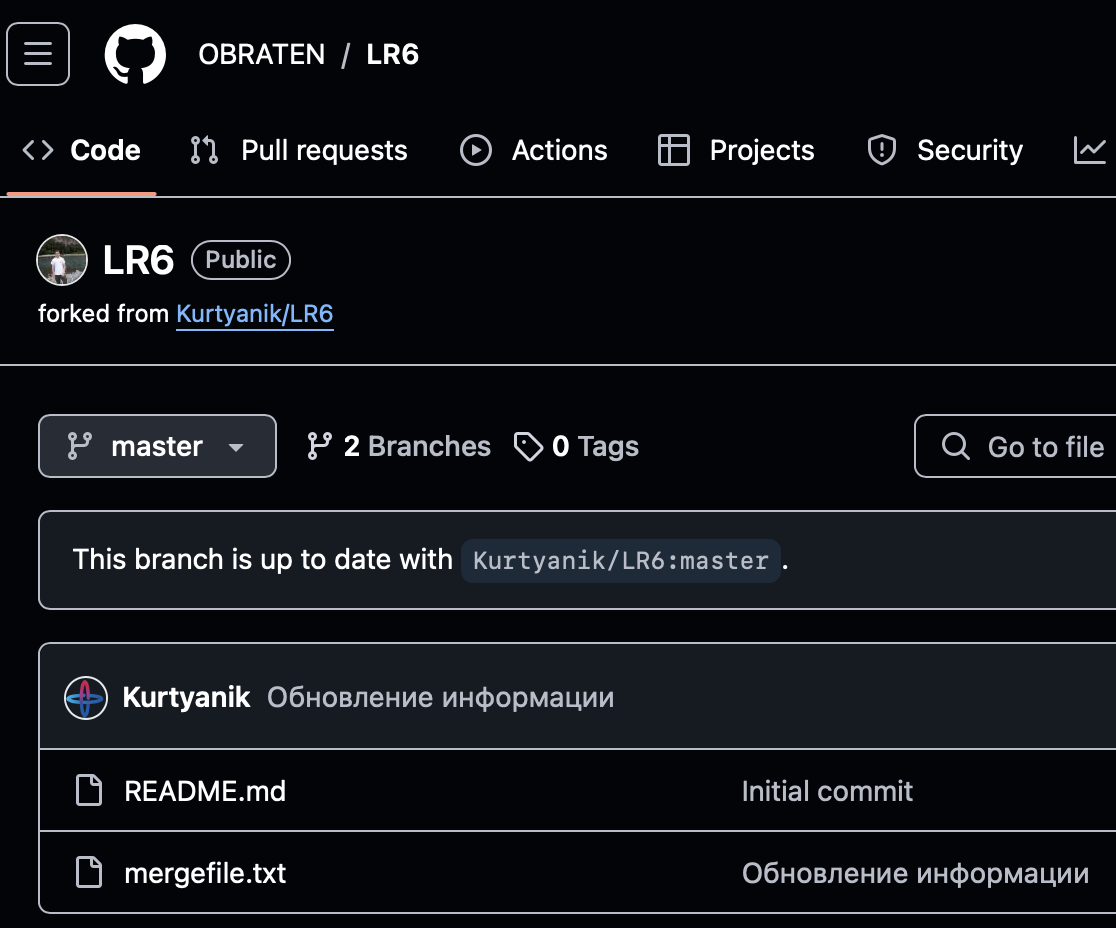 OBRATEN / LR6
Code Pull requests Actions Projects Security
LR6 Public
forked from Kurtyanik/LR6
master 2 Branches 0 Tags Go to file
This branch is up to date with Kurtyanik/LR6:master.
Kurtyanik Обновление информации
README.md Initial commit
mergefile.txt Обновление информации